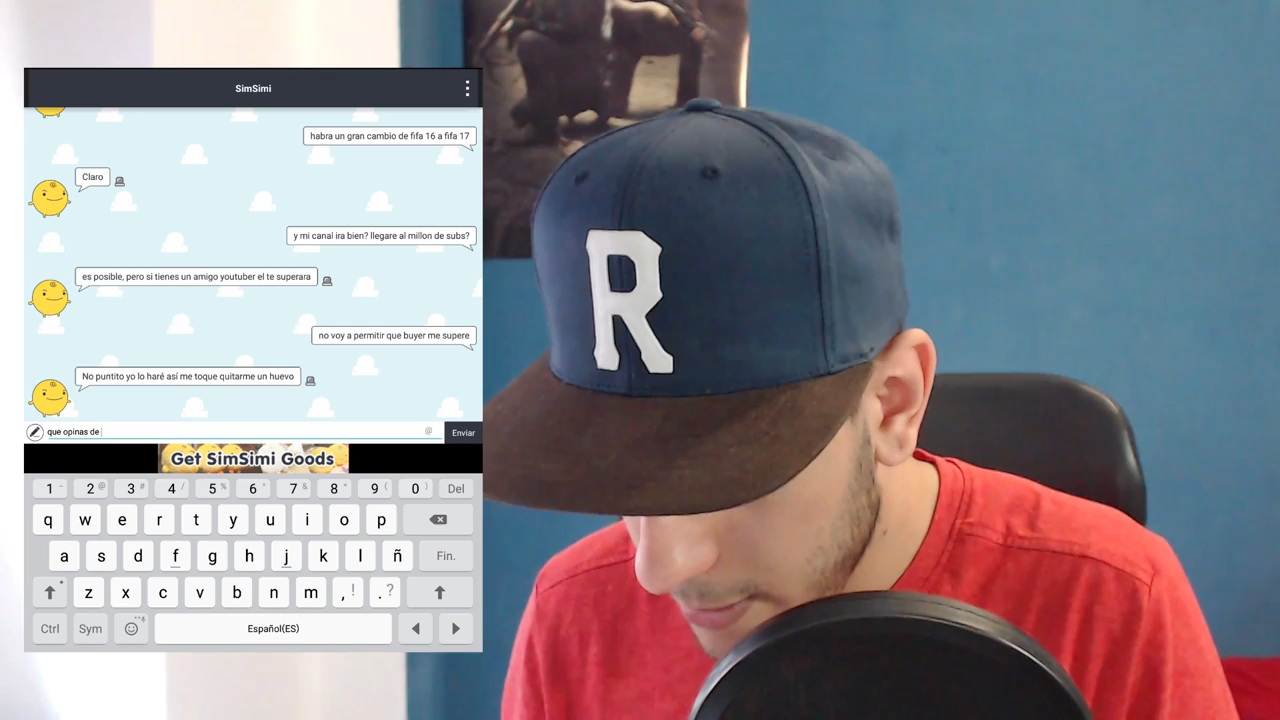 SimSimi
habra un gran cambio de fifa 16 a fifa 17
Claro
y mi canal ira bien? llegare al millon de subs?
es posible, pero si tienes un amigo youtuber el te superara
no voy a permitir que buyer me supere
No puntito yo lo haré así me toque quitarme un huevo
que opinas de
@
Enviar
Get SimSimi Goods
1 - 2 @ 3 # 4 / 5 % 6 ^ 7 & 8 * 9 ( 0 ) Del
q w e r t y u i o p
a s d f g h j k l ñ Fin.
z x c v b n m , ! . ?
Ctrl Sym Español(ES)
R